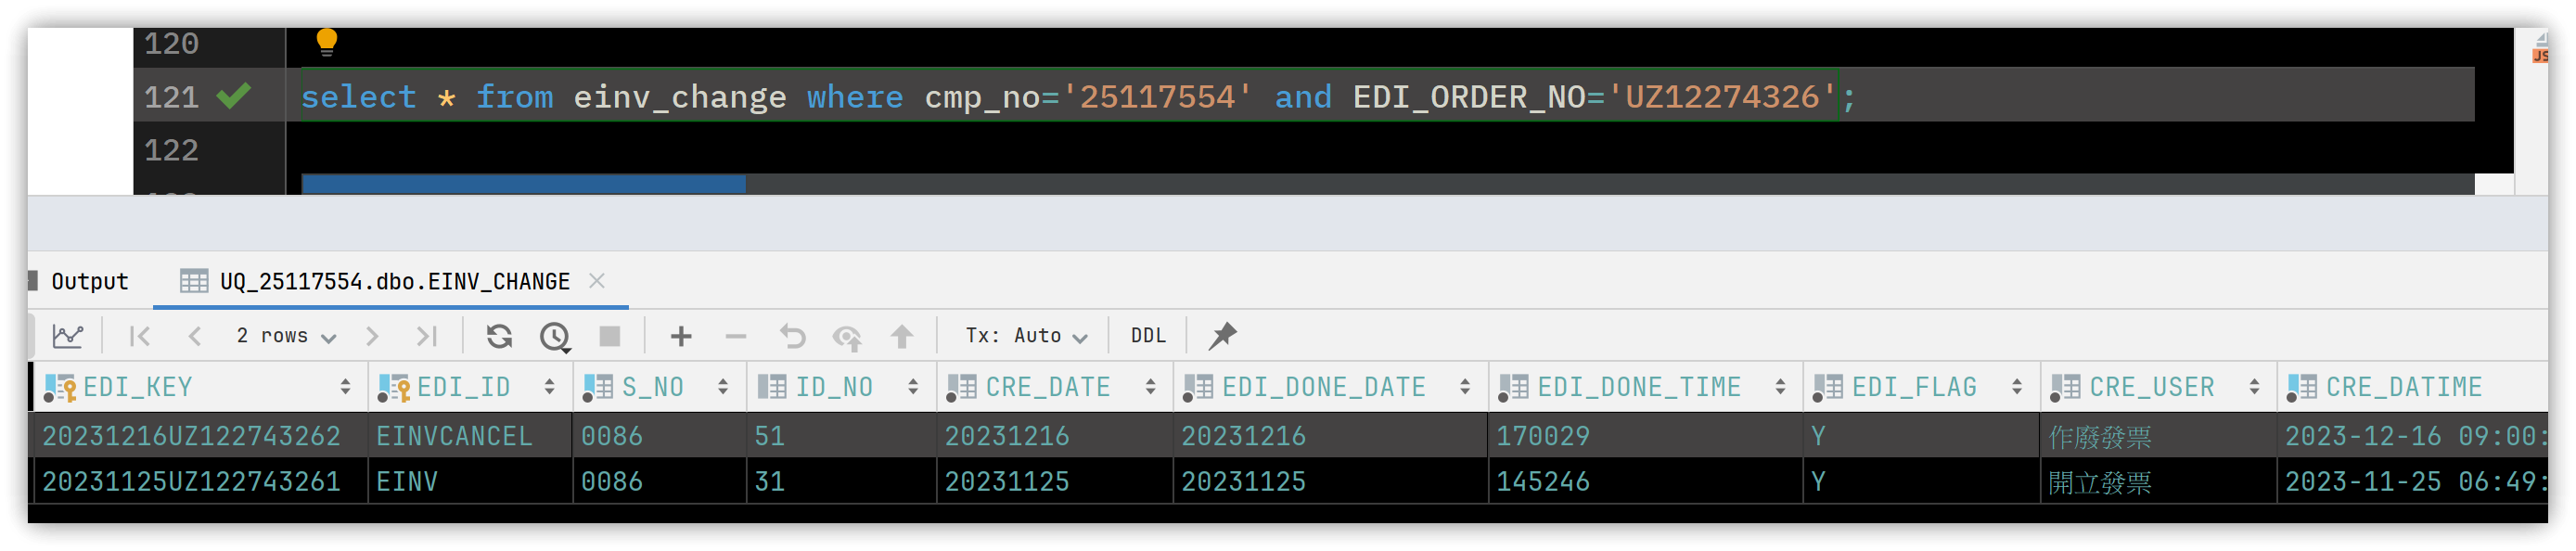 120
121 select * from einv_change where cmp_no='25117554' and EDI_ORDER_NO='UZ12274326';
122
Output UQ_25117554.dbo.EINV_CHANGE
2 rows Tx: Auto DDL
EDI_KEY EDI_ID S_NO ID_NO CRE_DATE EDI_DONE_DATE EDI_DONE_TIME EDI_FLAG CRE_USER CRE_DATIME
20231216UZ122743262 EINVCANCEL 0086 51 20231216 20231216 170029 Y 作廢發票 2023-12-16 09:00:
20231125UZ122743261 EINV 0086 31 20231125 20231125 145246 Y 開立發票 2023-11-25 06:49: